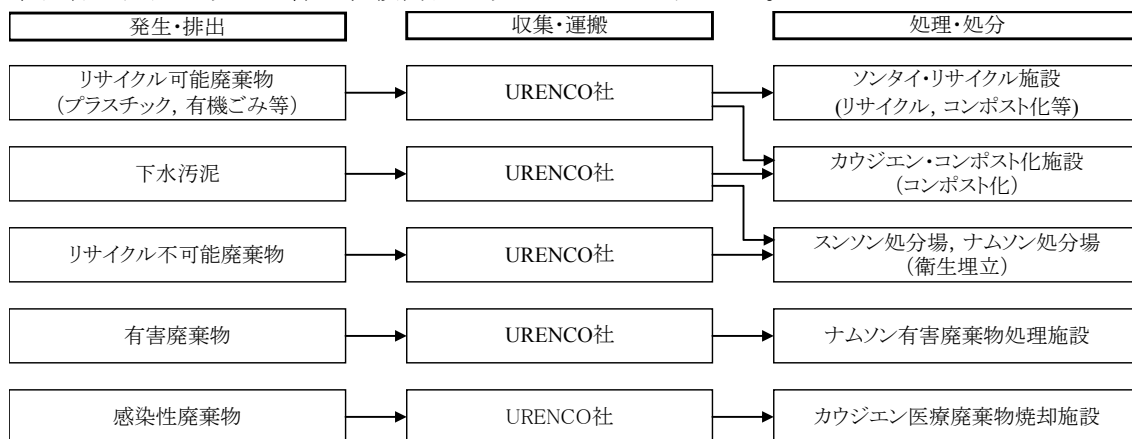 発生・排出
収集・運搬
処理・処分
リサイクル可能廃棄物
（プラスチック, 有機ごみ等）
URENCO社
ソンタイ・リサイクル施設
(リサイクル, コンポスト化等)
下水汚泥
URENCO社
カウジエン・コンポスト化施設
（コンポスト化）
リサイクル不可能廃棄物
URENCO社
スンソン処分場, ナムソン処分場
（衛生埋立）
有害廃棄物
URENCO社
ナムソン有害廃棄物処理施設
感染性廃棄物
URENCO社
カウジエン医療廃棄物焼却施設